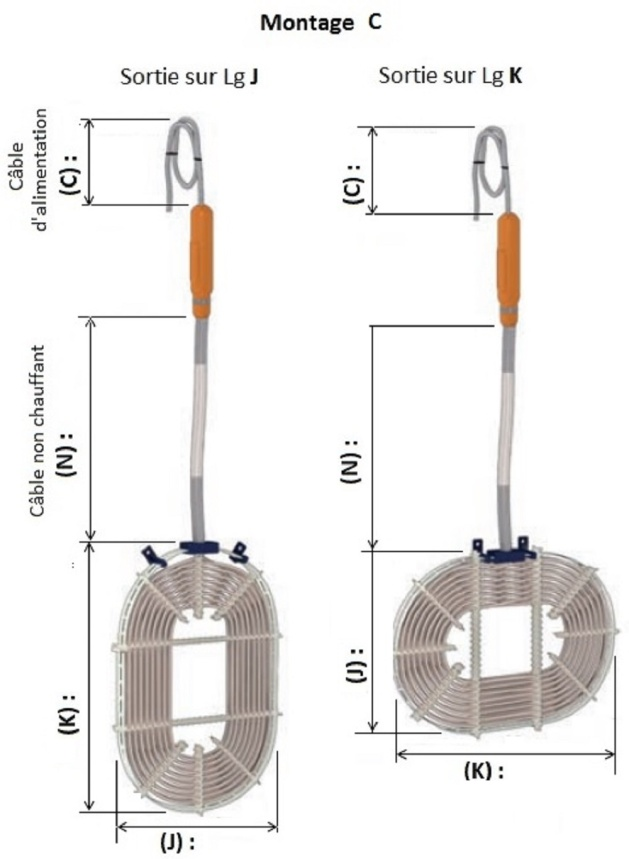 Montage C
Sortie sur Lg J
Sortie sur Lg K
Câble
d'alimentation
(C) :
(C) :
Câble non chauffant
(N) :
(N) :
(K) :
(J) :
(J) :
(K) :